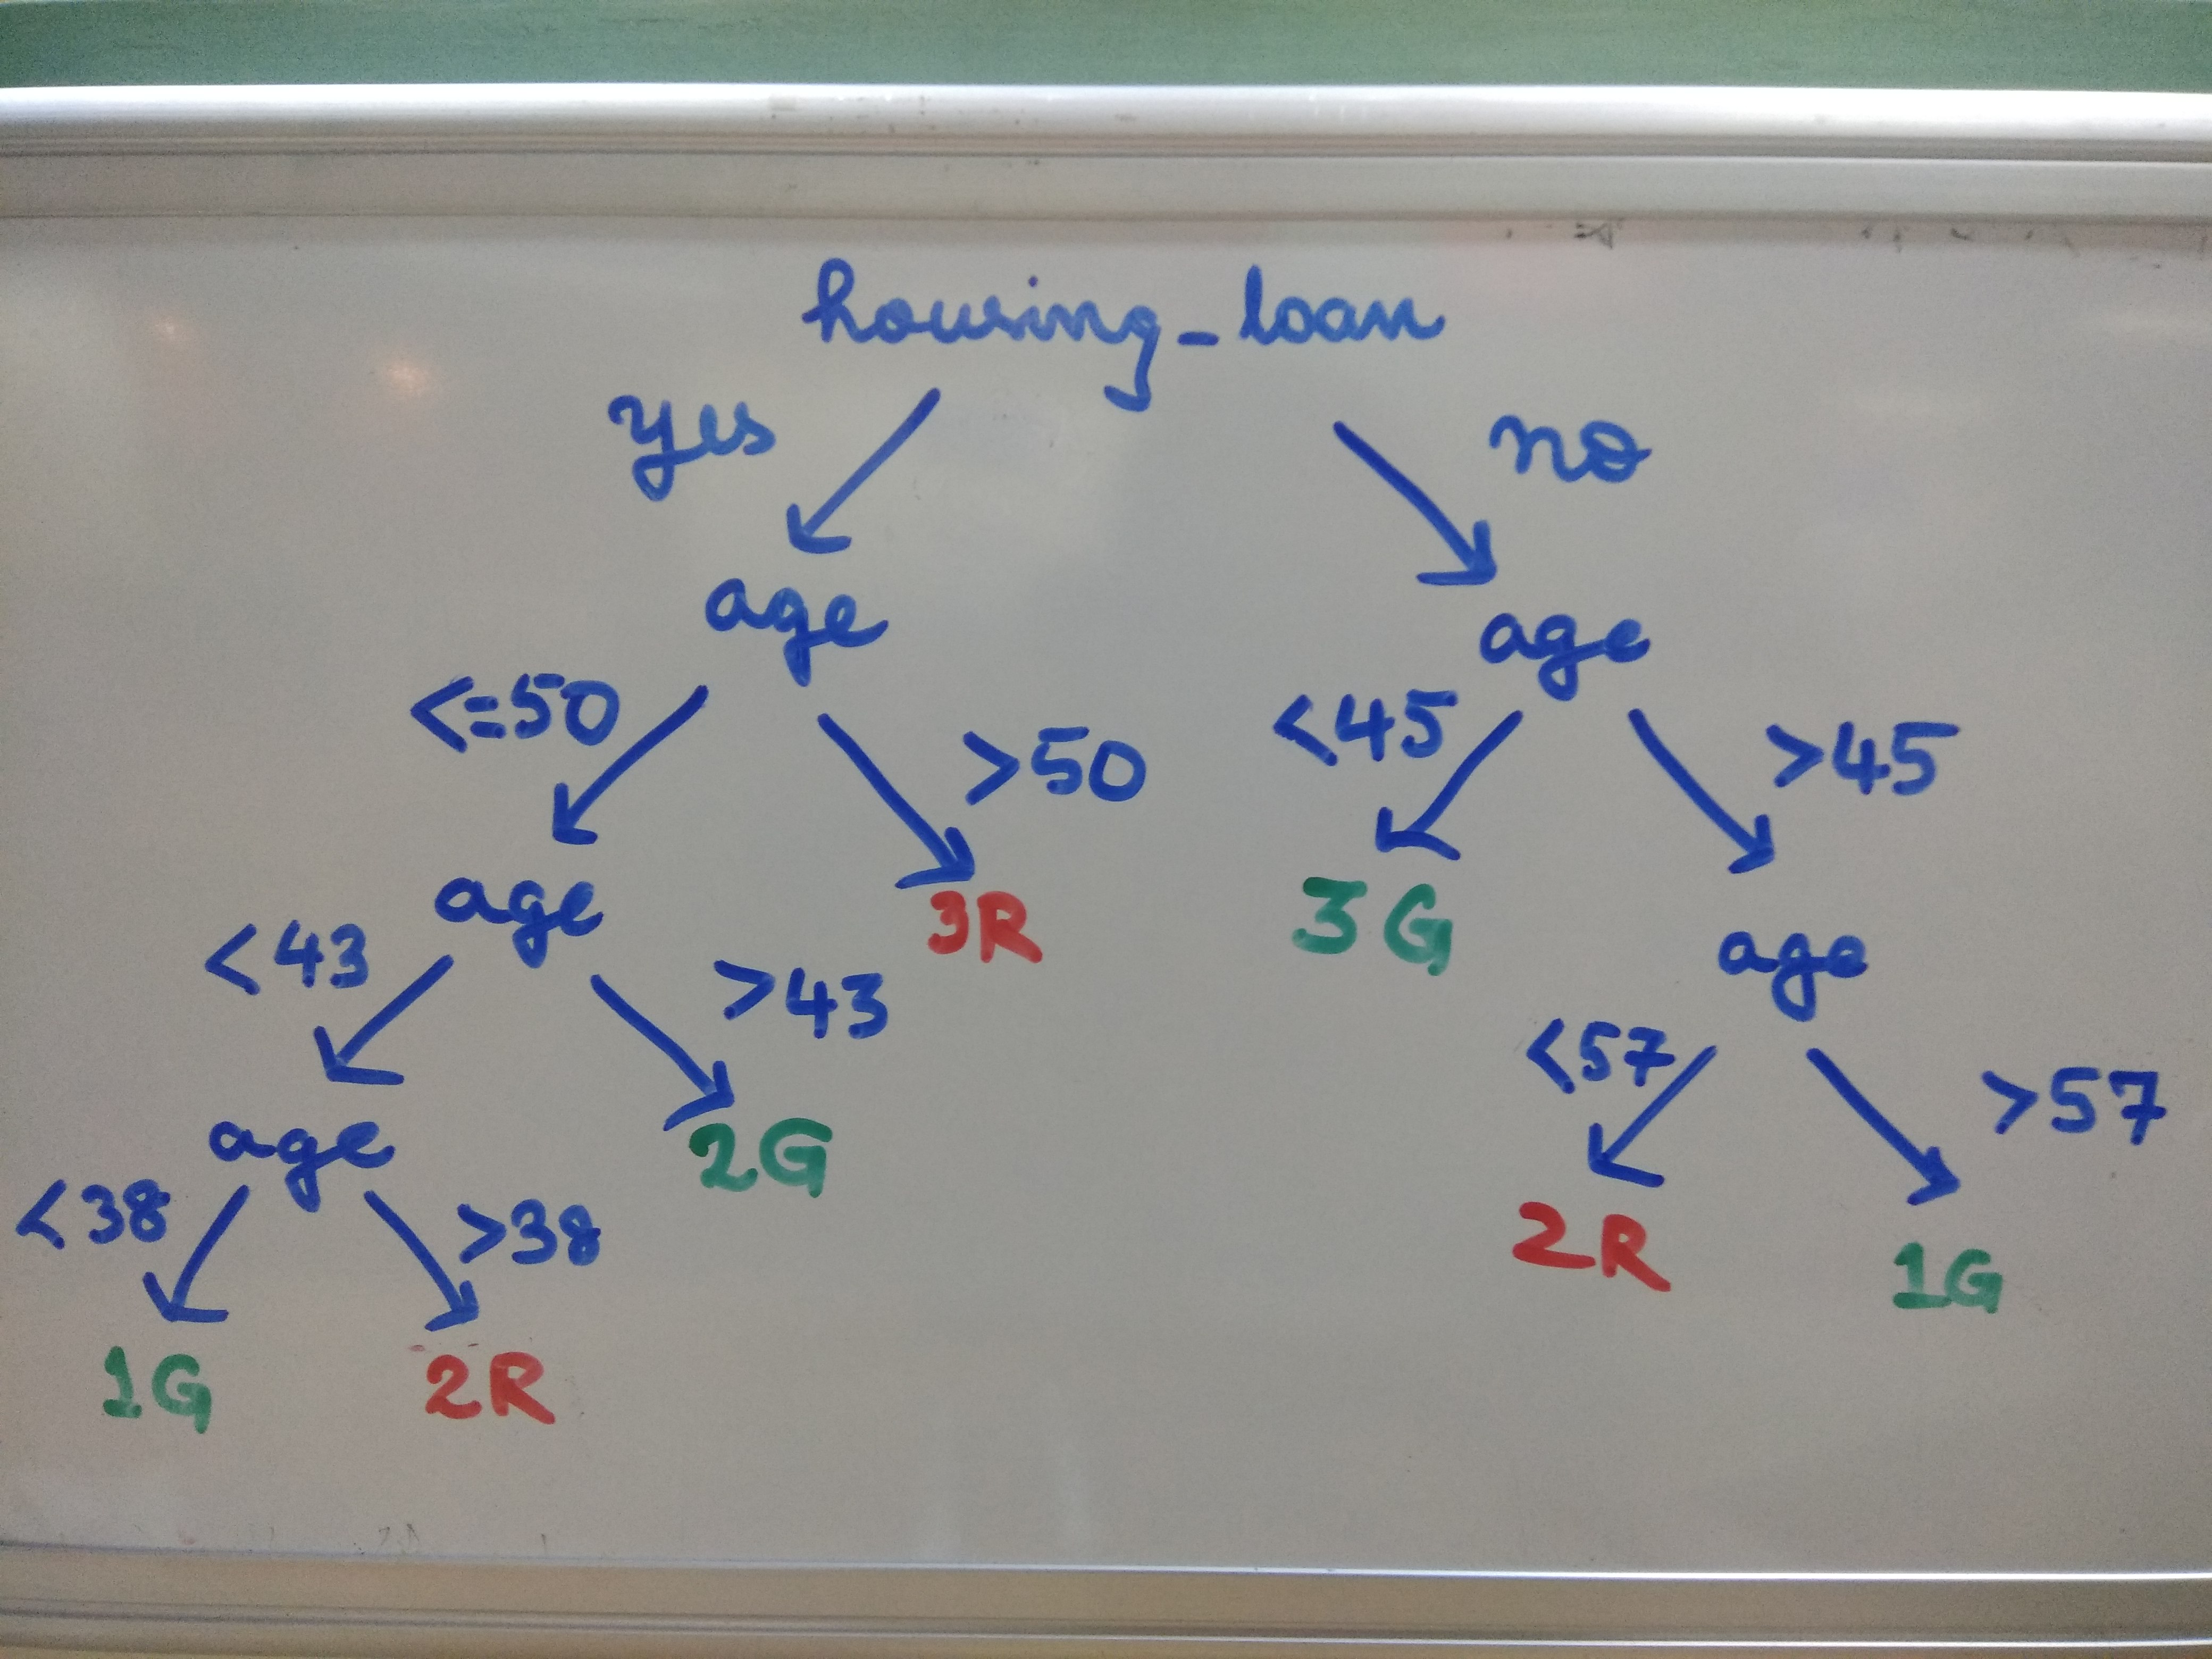 housing_loan
yes no
age age
<=50 >50 <45 >45
age 3R 3G age
<43 >43 <57 >57
age 2G 2R 1G
<38 >38
1G 2R